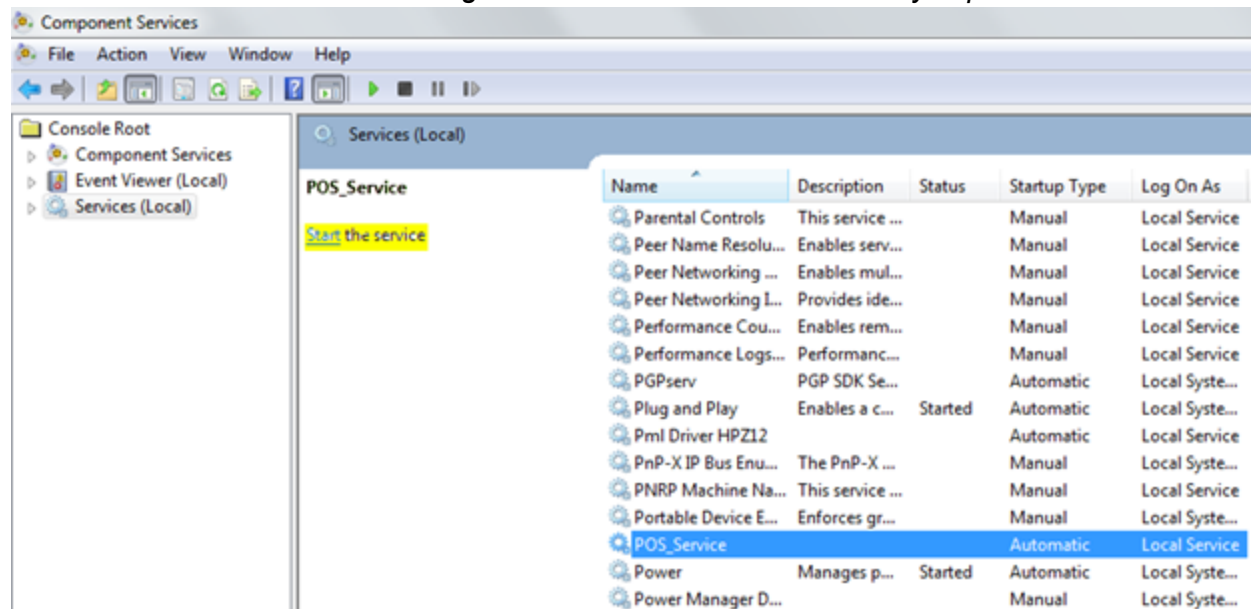 Component Services
File Action View Window Help
Console Root
Component Services
Event Viewer (Local)
Services (Local)
Services (Local)
POS_Service
Start the service
Name Description Status Startup Type Log On As
Parental Controls This service ... Manual Local Service
Peer Name Resolu... Enables serv... Manual Local Service
Peer Networking ... Enables mul... Manual Local Service
Peer Networking I... Provides ide... Manual Local Service
Performance Cou... Enables rem... Manual Local Service
Performance Logs... Performanc... Manual Local Service
PGPserv PGP SDK Se... Automatic Local Syste...
Plug and Play Enables a c... Started Automatic Local Syste...
Pml Driver HPZ12 Automatic Local Service
PnP-X IP Bus Enu... The PnP-X ... Manual Local Syste...
PNRP Machine Na... This service ... Manual Local Service
Portable Device E... Enforces gr... Manual Local Syste...
POS_Service Automatic Local Service
Power Manages p... Started Automatic Local Syste...
Power Manager D... Manual Local Syste...